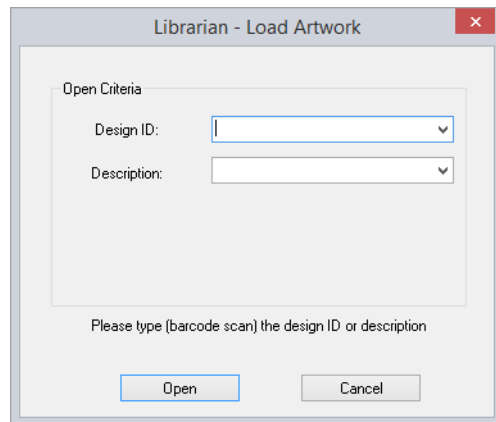 Librarian - Load Artwork
Open Criteria
Design ID:
Description:
Please type (barcode scan) the design ID or description
Open Cancel